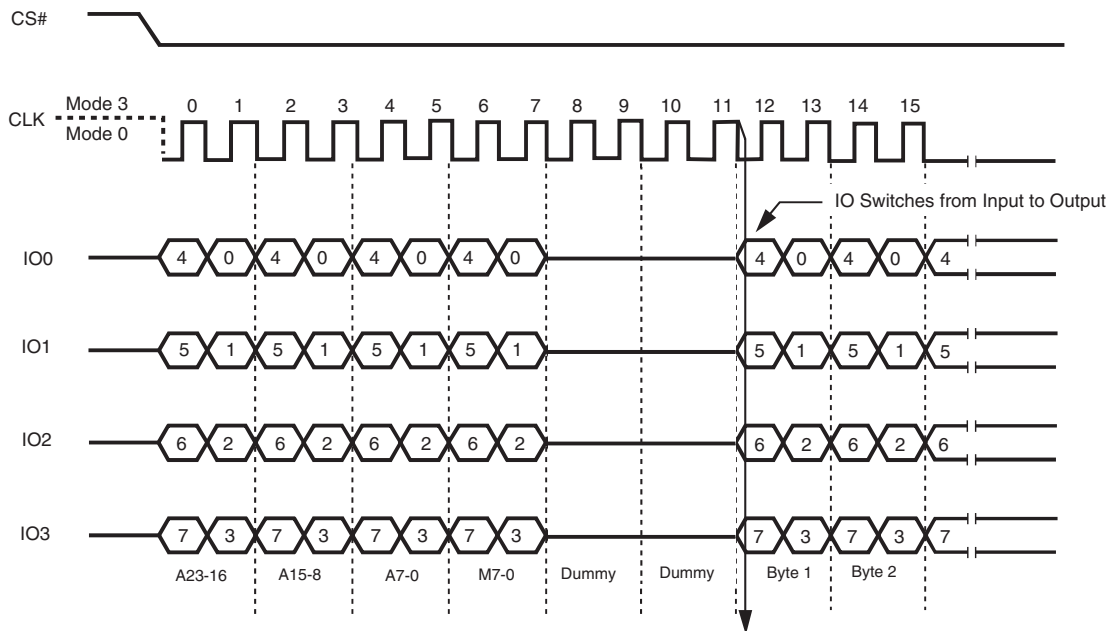 CS#
Mode 3
CLK
Mode 0
0 1 2 3 4 5 6 7 8 9 10 11 12 13 14 15
IO Switches from Input to Output
IO0 4 0 4 0 4 0 4 0 4 0 4 0 4
IO1 5 1 5 1 5 1 5 1 5 1 5 1 5
IO2 6 2 6 2 6 2 6 2 6 2 6 2 6
IO3 7 3 7 3 7 3 7 3 7 3 7 3 7
A23-16 A15-8 A7-0 M7-0 Dummy Dummy Byte 1 Byte 2